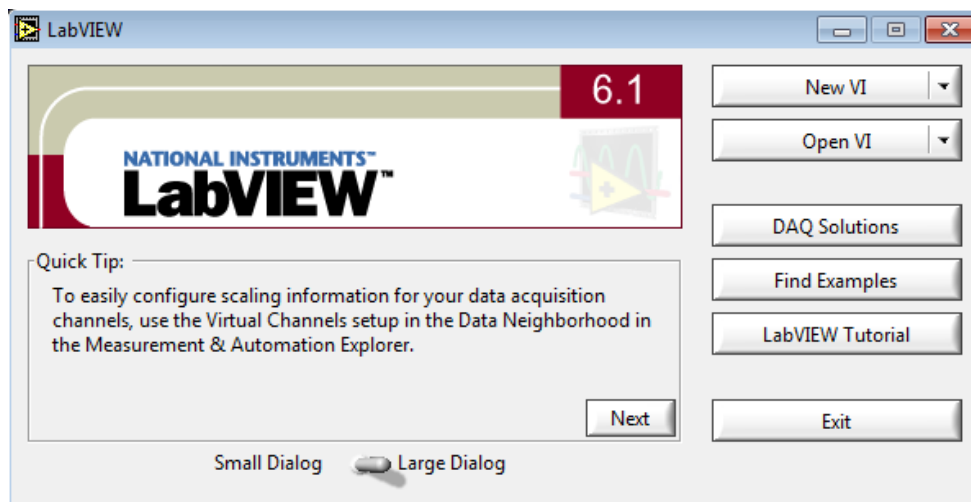 LabVIEW
6.1
NATIONAL INSTRUMENTS™
LabVIEW™
New VI
Open VI
DAQ Solutions
Find Examples
LabVIEW Tutorial
Exit
Quick Tip:
To easily configure scaling information for your data acquisition
channels, use the Virtual Channels setup in the Data Neighborhood in
the Measurement & Automation Explorer.
Next
Small Dialog
Large Dialog